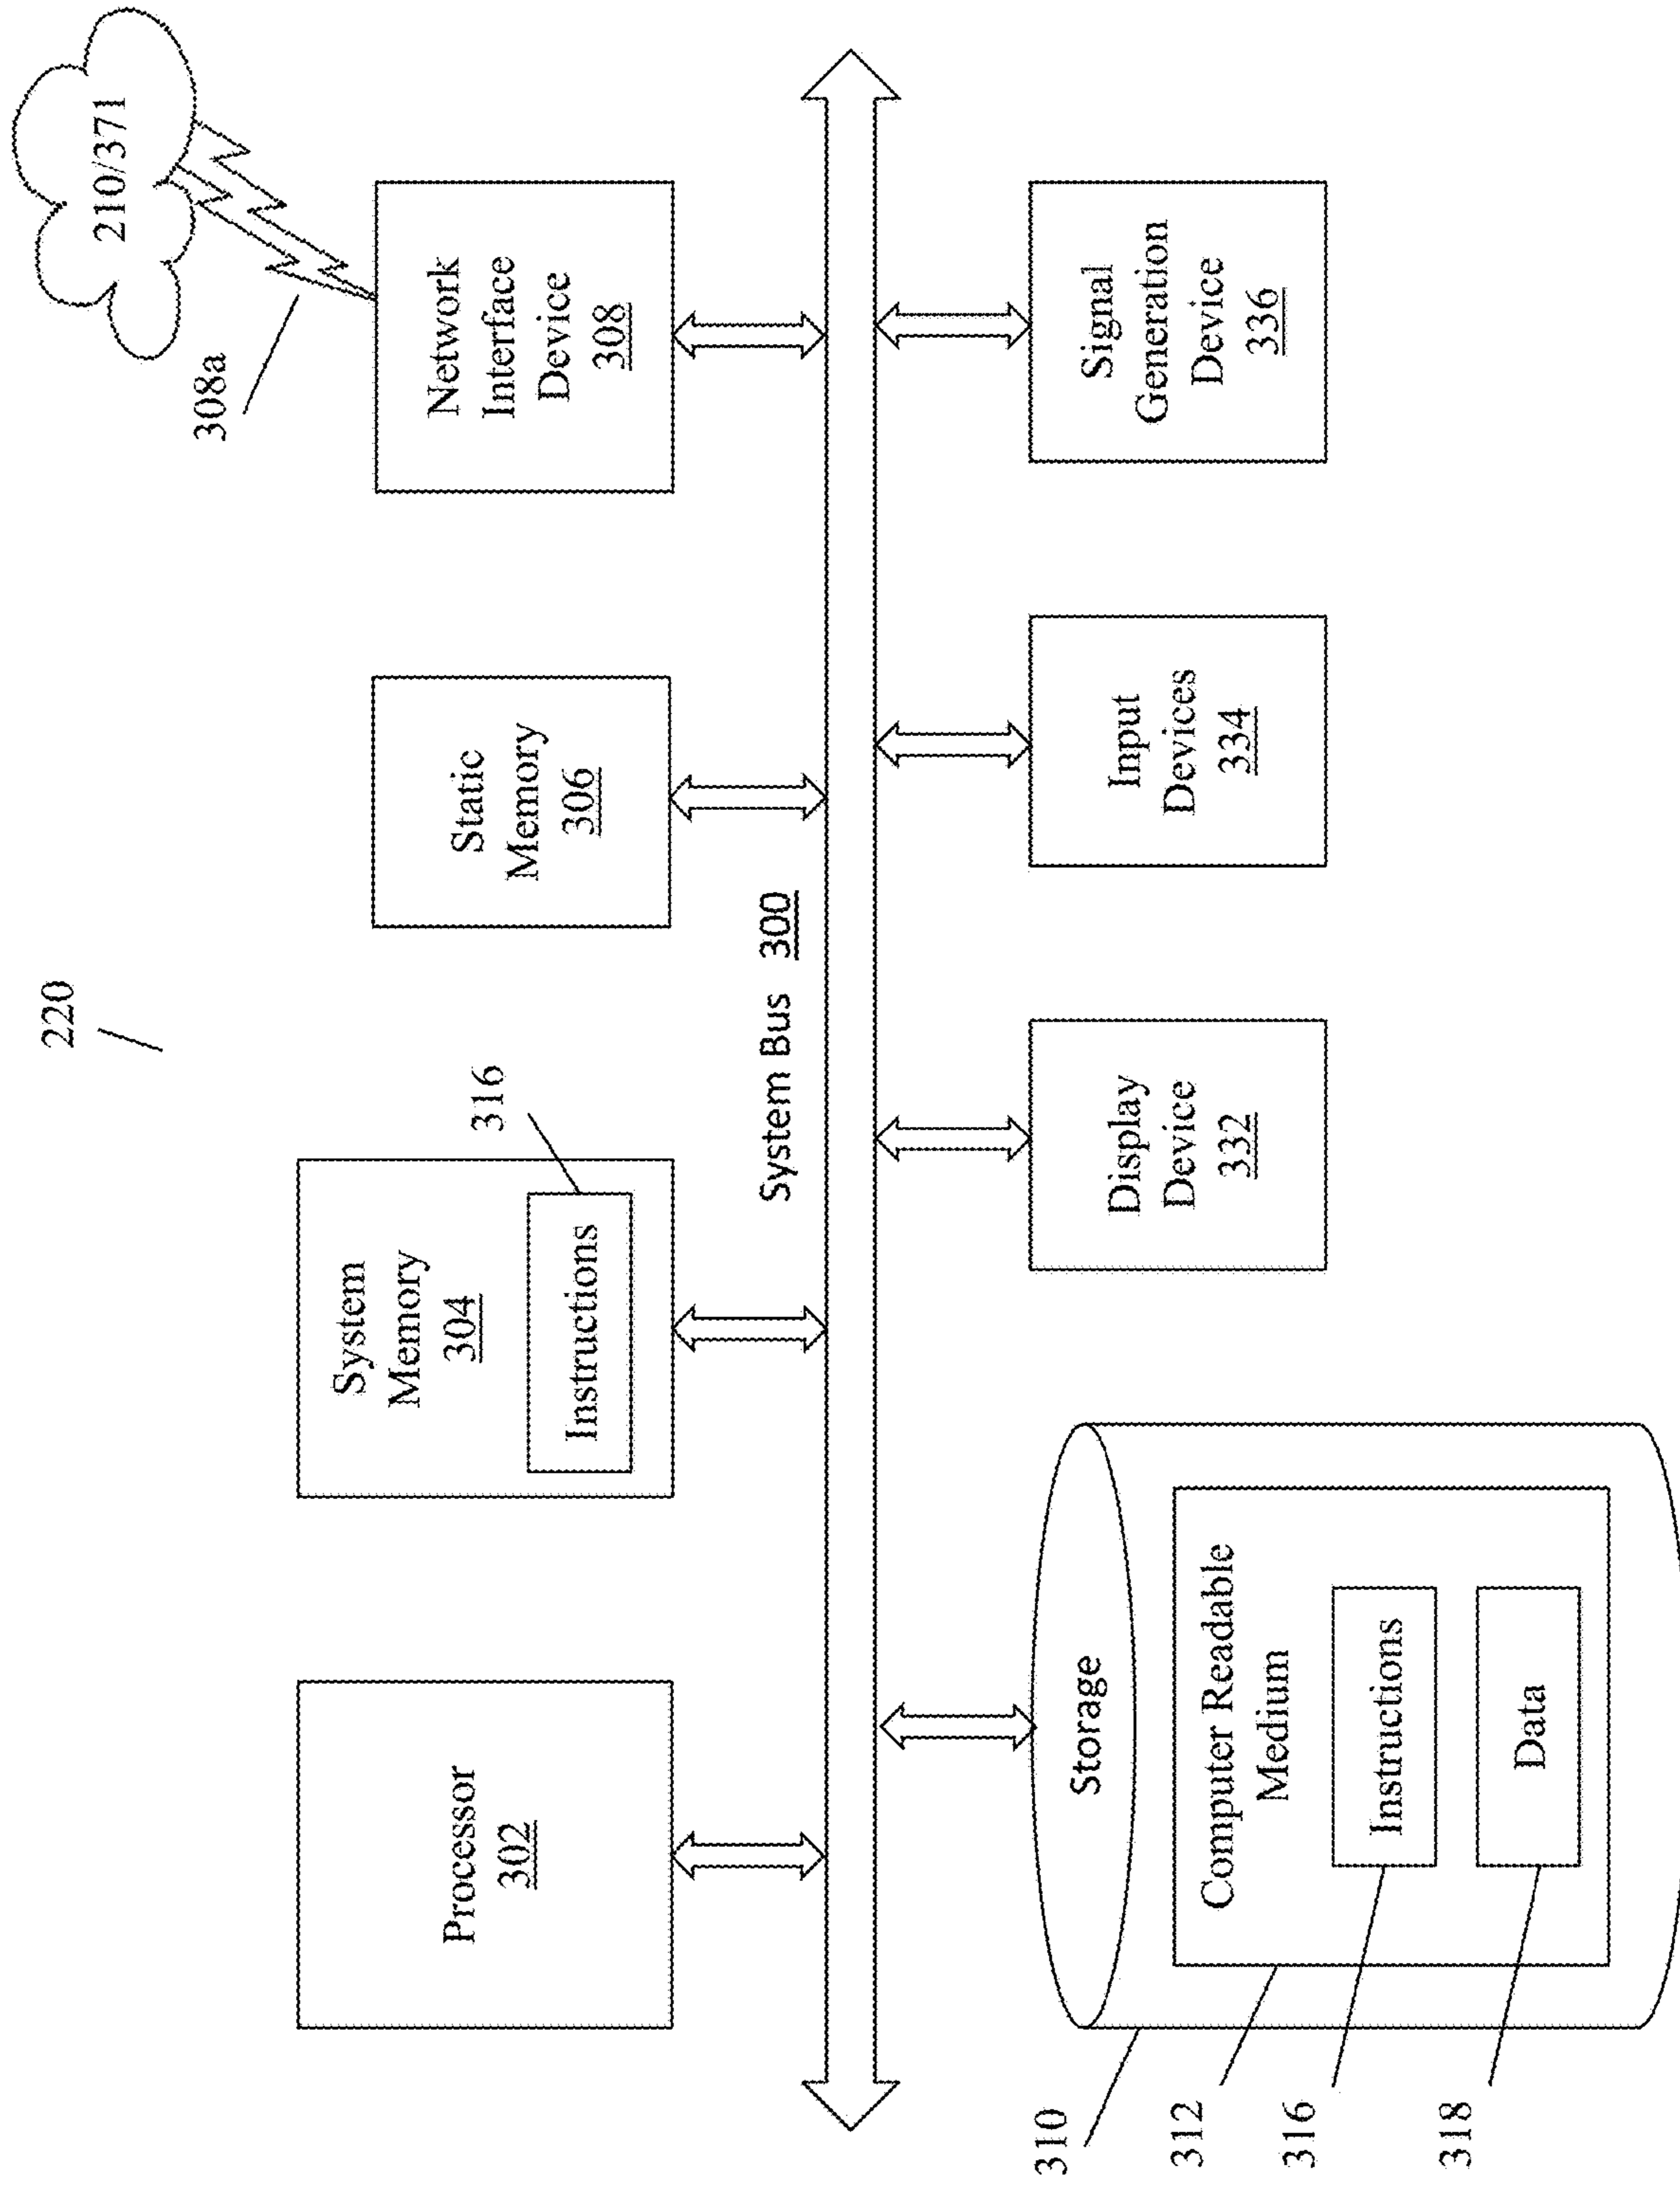 220
210/371
308a
Processor
302
System
Memory
304
Instructions
316
Static
Memory
306
Network
Interface
Device
308
System Bus 300
Storage
Computer Readable
Medium
Instructions
Data
310
312
316
318
Display
Device
332
Input
Devices
334
Signal
Generation
Device
336